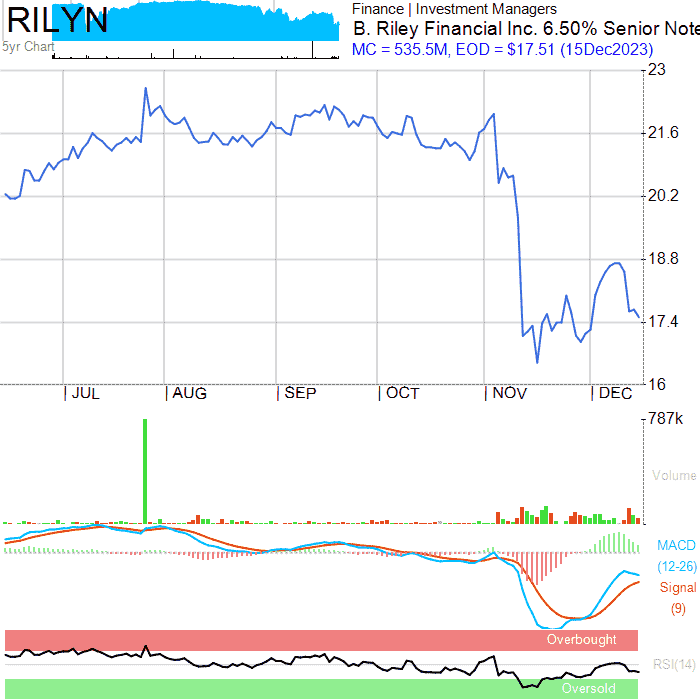 RILYN
5yr Chart
Finance | Investment Managers
B. Riley Financial Inc. 6.50% Senior Note
MC = 535.5M, EOD = $17.51 (15Dec2023)
23
21.6
20.2
18.8
17.4
16
JUL AUG SEP OCT NOV DEC
787k
Volume
MACD
(12-26)
Signal
(9)
Overbought
RSI(14)
Oversold